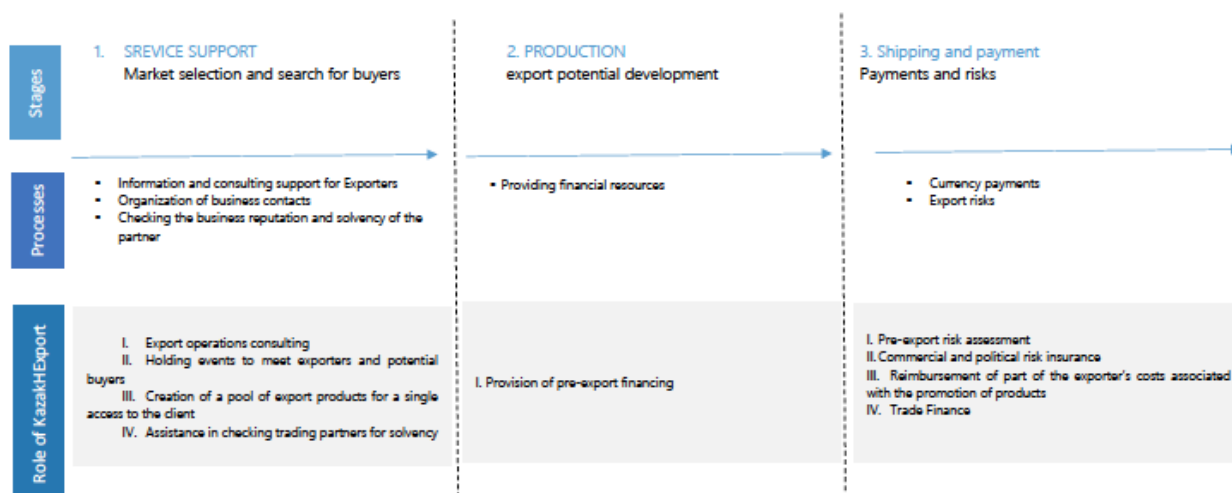 Stages
1. SREVICE SUPPORT
Market selection and search for buyers
2. PRODUCTION
export potential development
3. Shipping and payment
Payments and risks
Processes
▪ Information and consulting support for Exporters
▪ Organization of business contacts
▪ Checking the business reputation and solvency of the
partner
▪ Providing financial resources
▪ Currency payments
▪ Export risks
Role of KazakHExport
I. Export operations consulting
II. Holding events to meet exporters and potential
buyers
III. Creation of a pool of export products for a single
access to the client
IV. Assistance in checking trading partners for solvency
I. Provision of pre-export financing
I. Pre-export risk assessment
II. Commercial and political risk insurance
III. Reimbursement of part of the exporter's costs associated
with the promotion of products
IV. Trade Finance